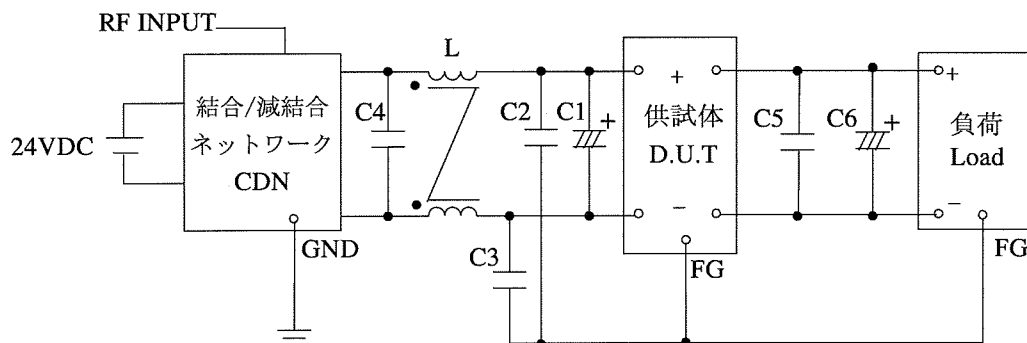 RF INPUT
24VDC
結合/減結合
ネットワーク
CDN
GND
C4
L
C2
C1
+
C3
+
供試体
D.U.T
−
FG
C5
C6
+
+
負荷
Load
−
FG